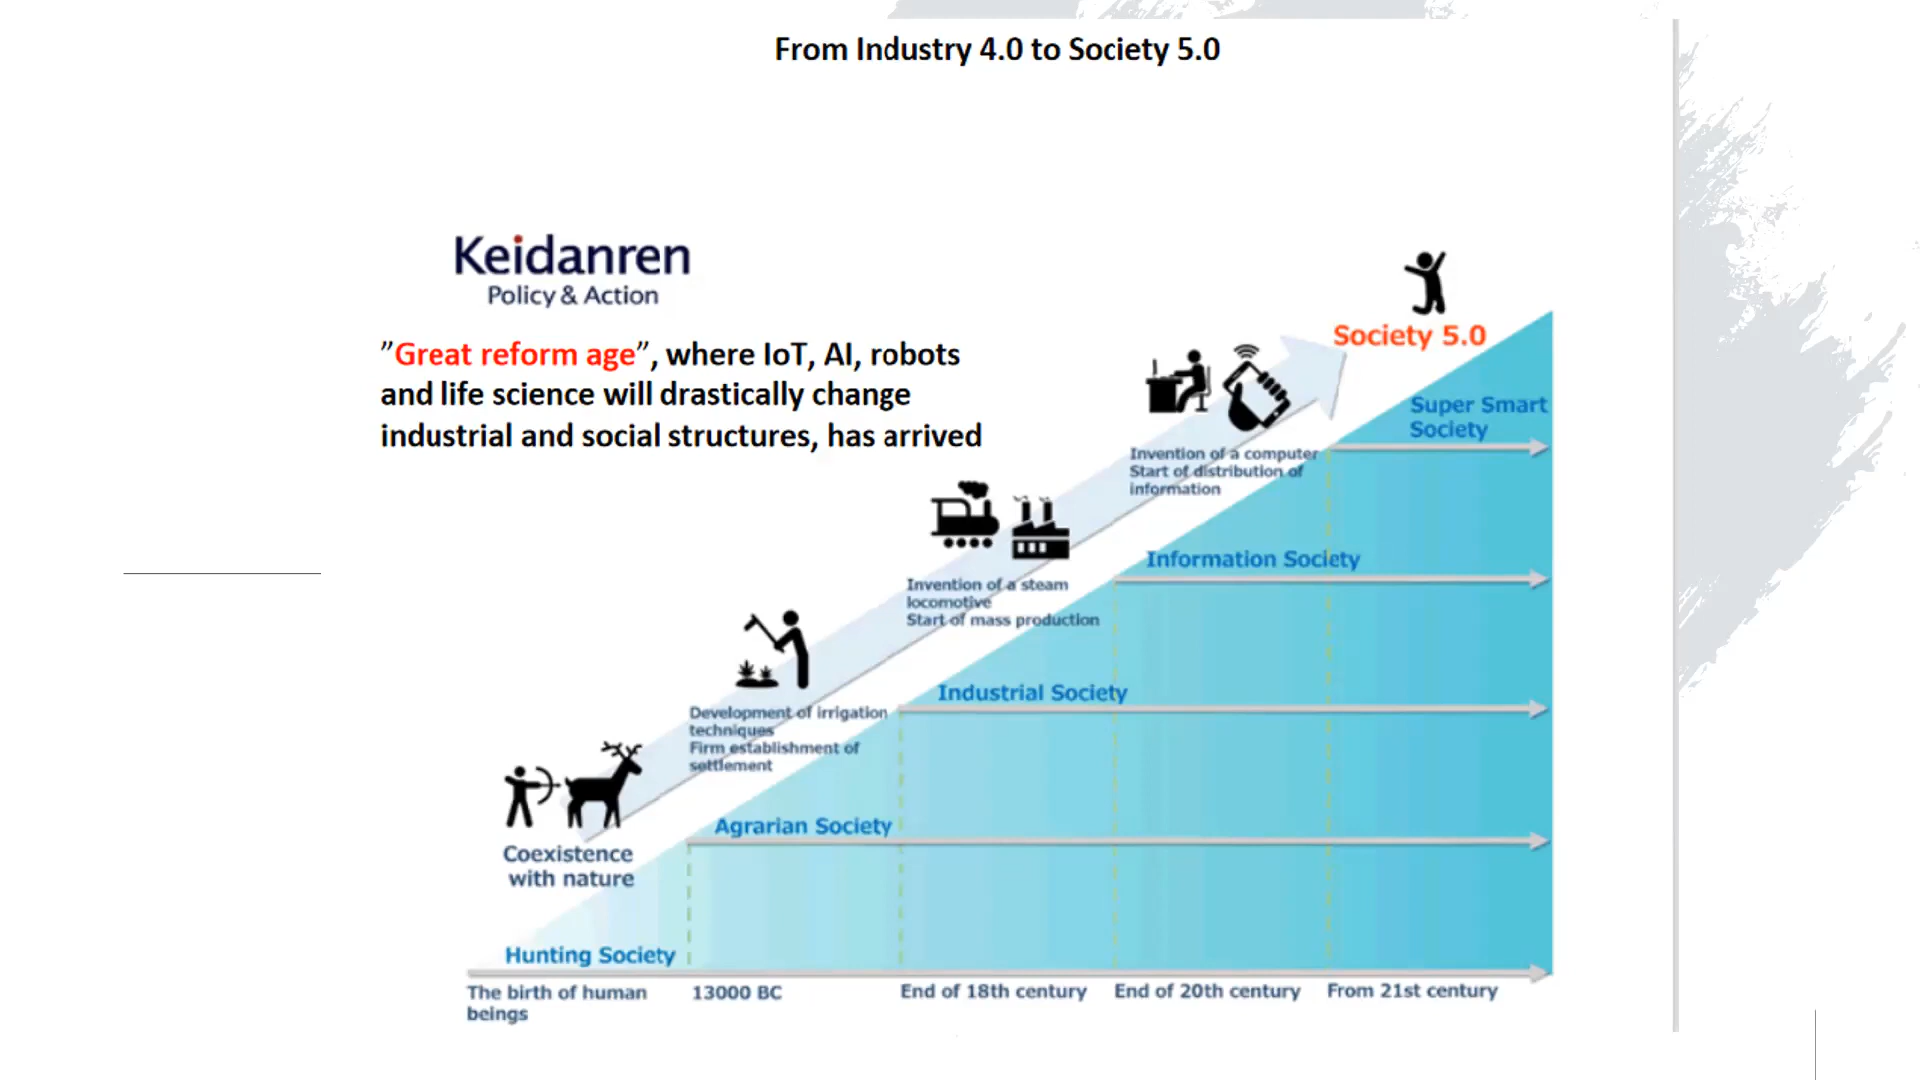 From Industry 4.0 to Society 5.0
Keidanren
Policy & Action
”Great reform age”, where IoT, AI, robots
and life science will drastically change
industrial and social structures, has arrived
Society 5.0
Super Smart
Society
Invention of a computer
Start of distribution of
information
Information Society
Invention of a steam
locomotive
Start of mass production
Industrial Society
Development of irrigation
techniques
Firm establishment of
settlement
Agrarian Society
Coexistence
with nature
Hunting Society
The birth of human
beings
13000 BC
End of 18th century
End of 20th century
From 21st century